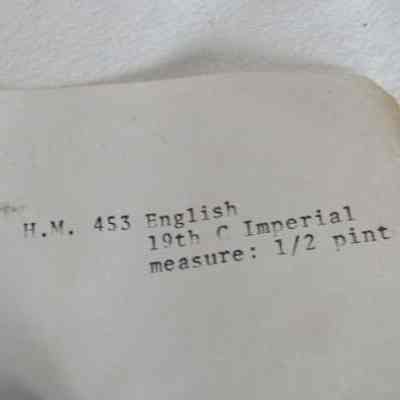 H.M. 453 English
19th C Imperial
measure: 1/2 pint